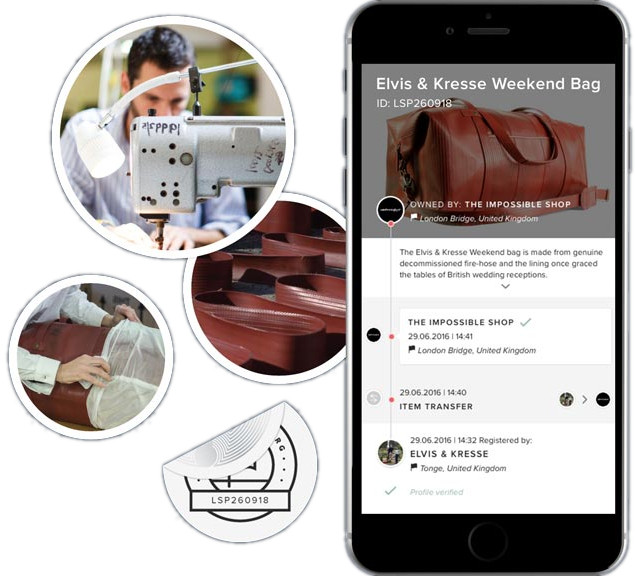 Elvis & Kresse Weekend Bag
ID: LSP260918
OWNED BY: THE IMPOSSIBLE SHOP
London Bridge, United Kingdom
The Elvis & Kresse Weekend bag is made from genuine
decommissioned fire-hose and the lining once graced
the tables of British wedding receptions.
THE IMPOSSIBLE SHOP
29.06.2016 | 14:41
London Bridge, United Kingdom
29.06.2016 | 14:40
ITEM TRANSFER
29.06.2016 | 14:32 Registered by:
ELVIS & KRESSE
Tonge, United Kingdom
Profile verified
LSP260918